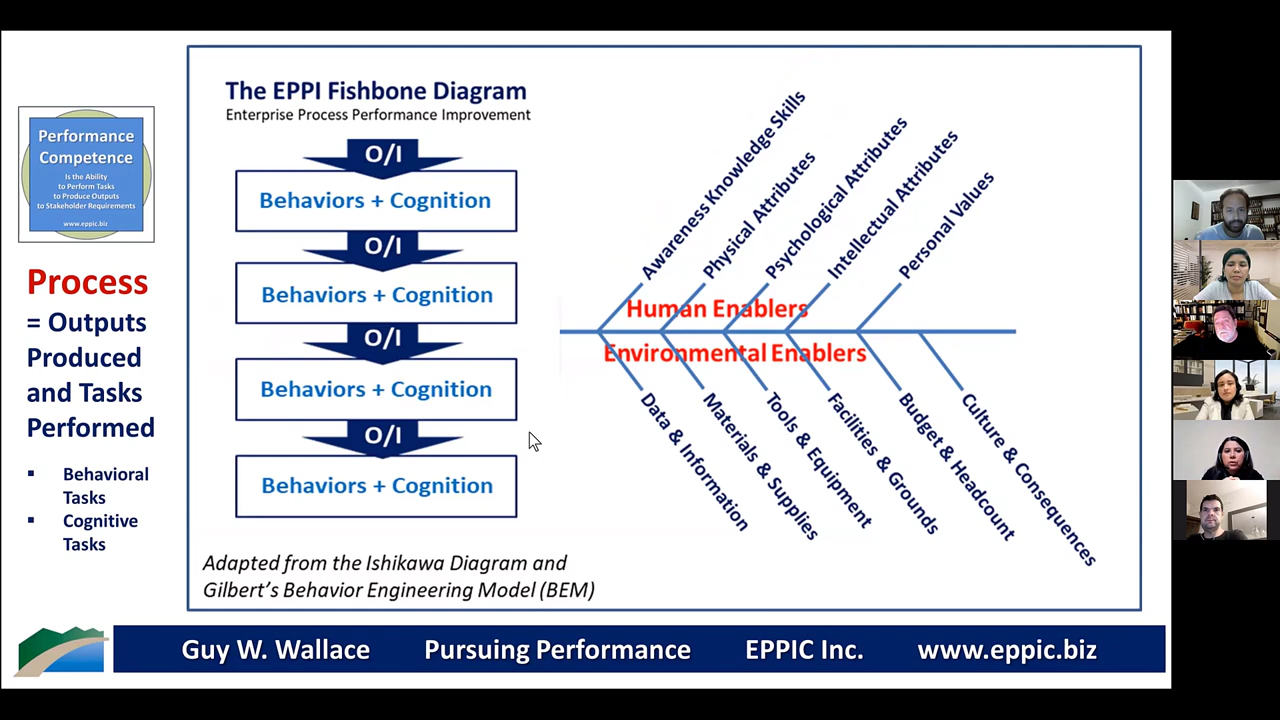 Performance
Competence
Is the Ability
to Perform Tasks
to Produce Outputs
to Stakeholder Requirements
www.eppic.biz
Process
= Outputs
Produced
and Tasks
Performed
▪ Behavioral
Tasks
▪ Cognitive
Tasks
The EPPI Fishbone Diagram
Enterprise Process Performance Improvement
O/I
Behaviors + Cognition
O/I
Behaviors + Cognition
O/I
Behaviors + Cognition
O/I
Behaviors + Cognition
Adapted from the Ishikawa Diagram and
Gilbert's Behavior Engineering Model (BEM)
Awareness Knowledge Skills
Physical Attributes
Psychological Attributes
Intellectual Attributes
Personal Values
Human Enablers
Environmental Enablers
Data & Information
Materials & Supplies
Tools & Equipment
Facilities & Grounds
Budget & Headcount
Culture & Consequences
Guy W. Wallace Pursuing Performance EPPIC Inc. www.eppic.biz